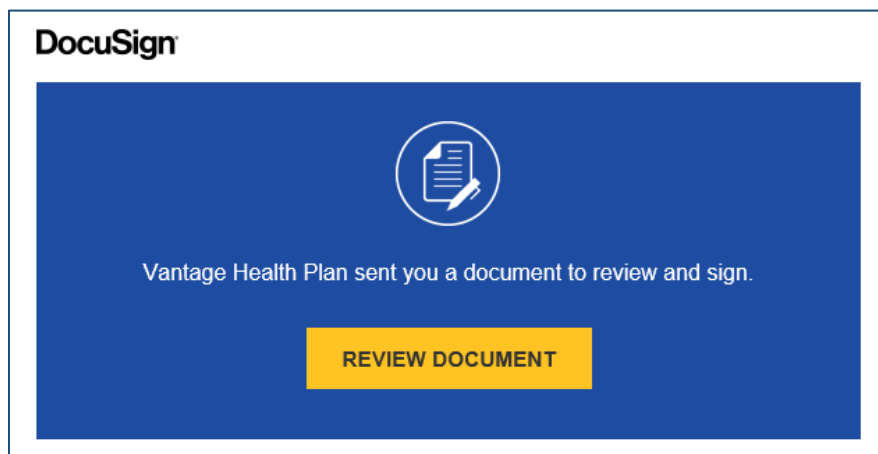 DocuSign
Vantage Health Plan sent you a document to review and sign.
REVIEW DOCUMENT